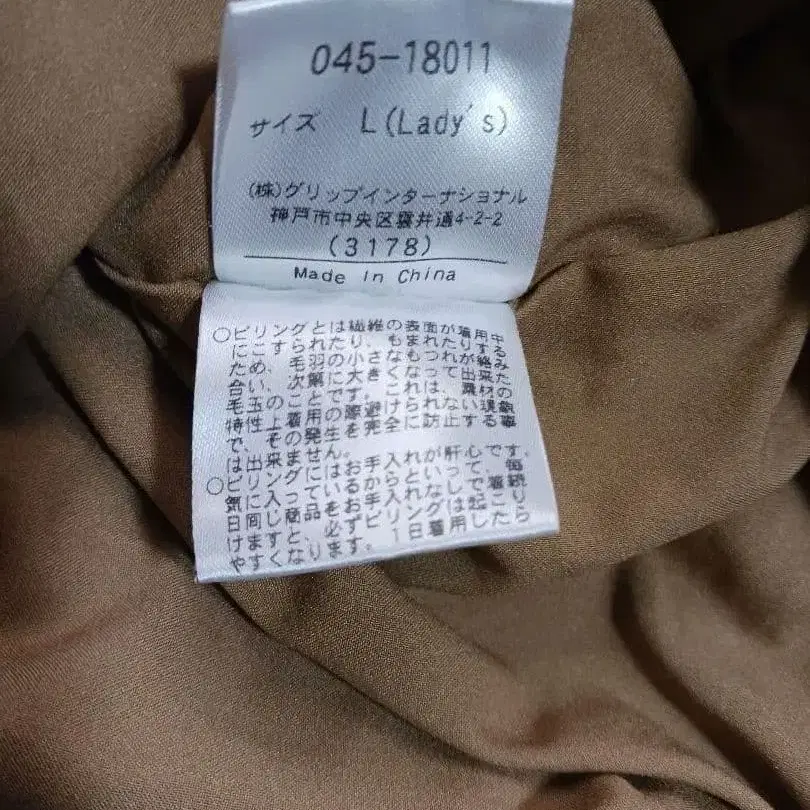 045-18011
サイズ L(Lady's)
(株)グリップインターナショナル
神戸市中央区雲井通4-2-2
(3178)
Made In China
○ピリングとは繊維の表面が着用中
にこすられたり、もまれたりする
ため、毛羽の小さなもつれが絡み
合い、次第に大きくなって出来た
毛玉のことです。これは、素材の
特性上着用の際避けられない現象
で、その発生を完全に防止する事
は出来ません。
○ピリングにはお手入れが肝心です。
気に入っているからといって、毎
日同じ商品をお手入れなしで着続
けますと、必ずピリングは起こり
やすくなります。1日着用したら